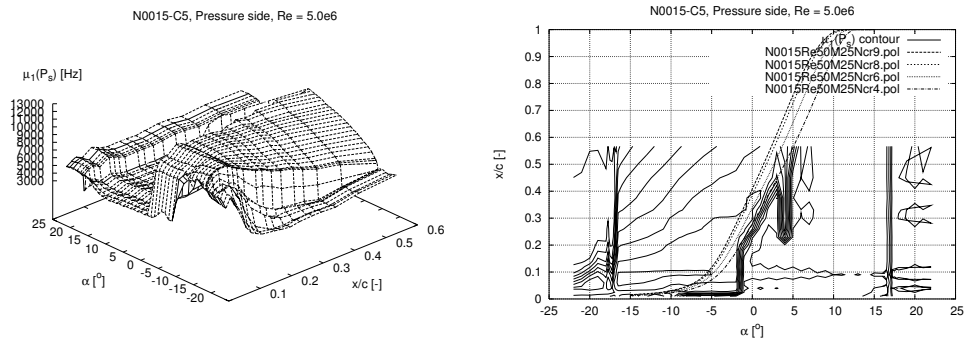 N0015-C5, Pressure side, Re = 5.0e6
μ1(Ps) [Hz]
13000
12000
11000
10000
9000
8000
7000
6000
5000
4000
3000
25
20
15
10
5
0
-5
-10
-15
-20
α [o]
0.1
0.2
0.3
0.4
0.5
0.6
x/c [-]
N0015-C5, Pressure side, Re = 5.0e6
μ1(Ps) contour
N0015Re50M25Ncr9.pol
N0015Re50M25Ncr8.pol
N0015Re50M25Ncr6.pol
N0015Re50M25Ncr4.pol
1
0.9
0.8
0.7
0.6
0.5
0.4
0.3
0.2
0.1
0
x/c [-]
-25 -20 -15 -10 -5 0 5 10 15 20 25
α [o]